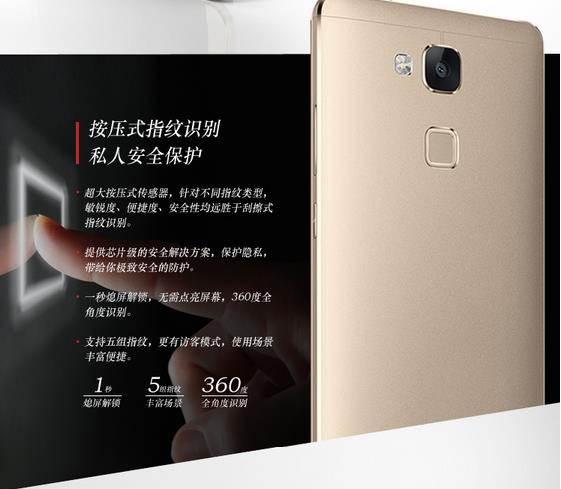 按压式指纹识别
私人安全保护
超大按压式传感器，针对不同指纹类型，
敏锐度、便捷度、安全性均远胜于刮擦式
指纹识别。
提供芯片级的安全解决方案，保护隐私，
带给你极致安全的防护。
一秒熄屏解锁，无需点亮屏幕，360度全
角度识别。
支持五组指纹，更有访客模式，使用场景
丰富便捷。
1秒 5组指纹 360度
熄屏解锁 丰富场景 全角度识别